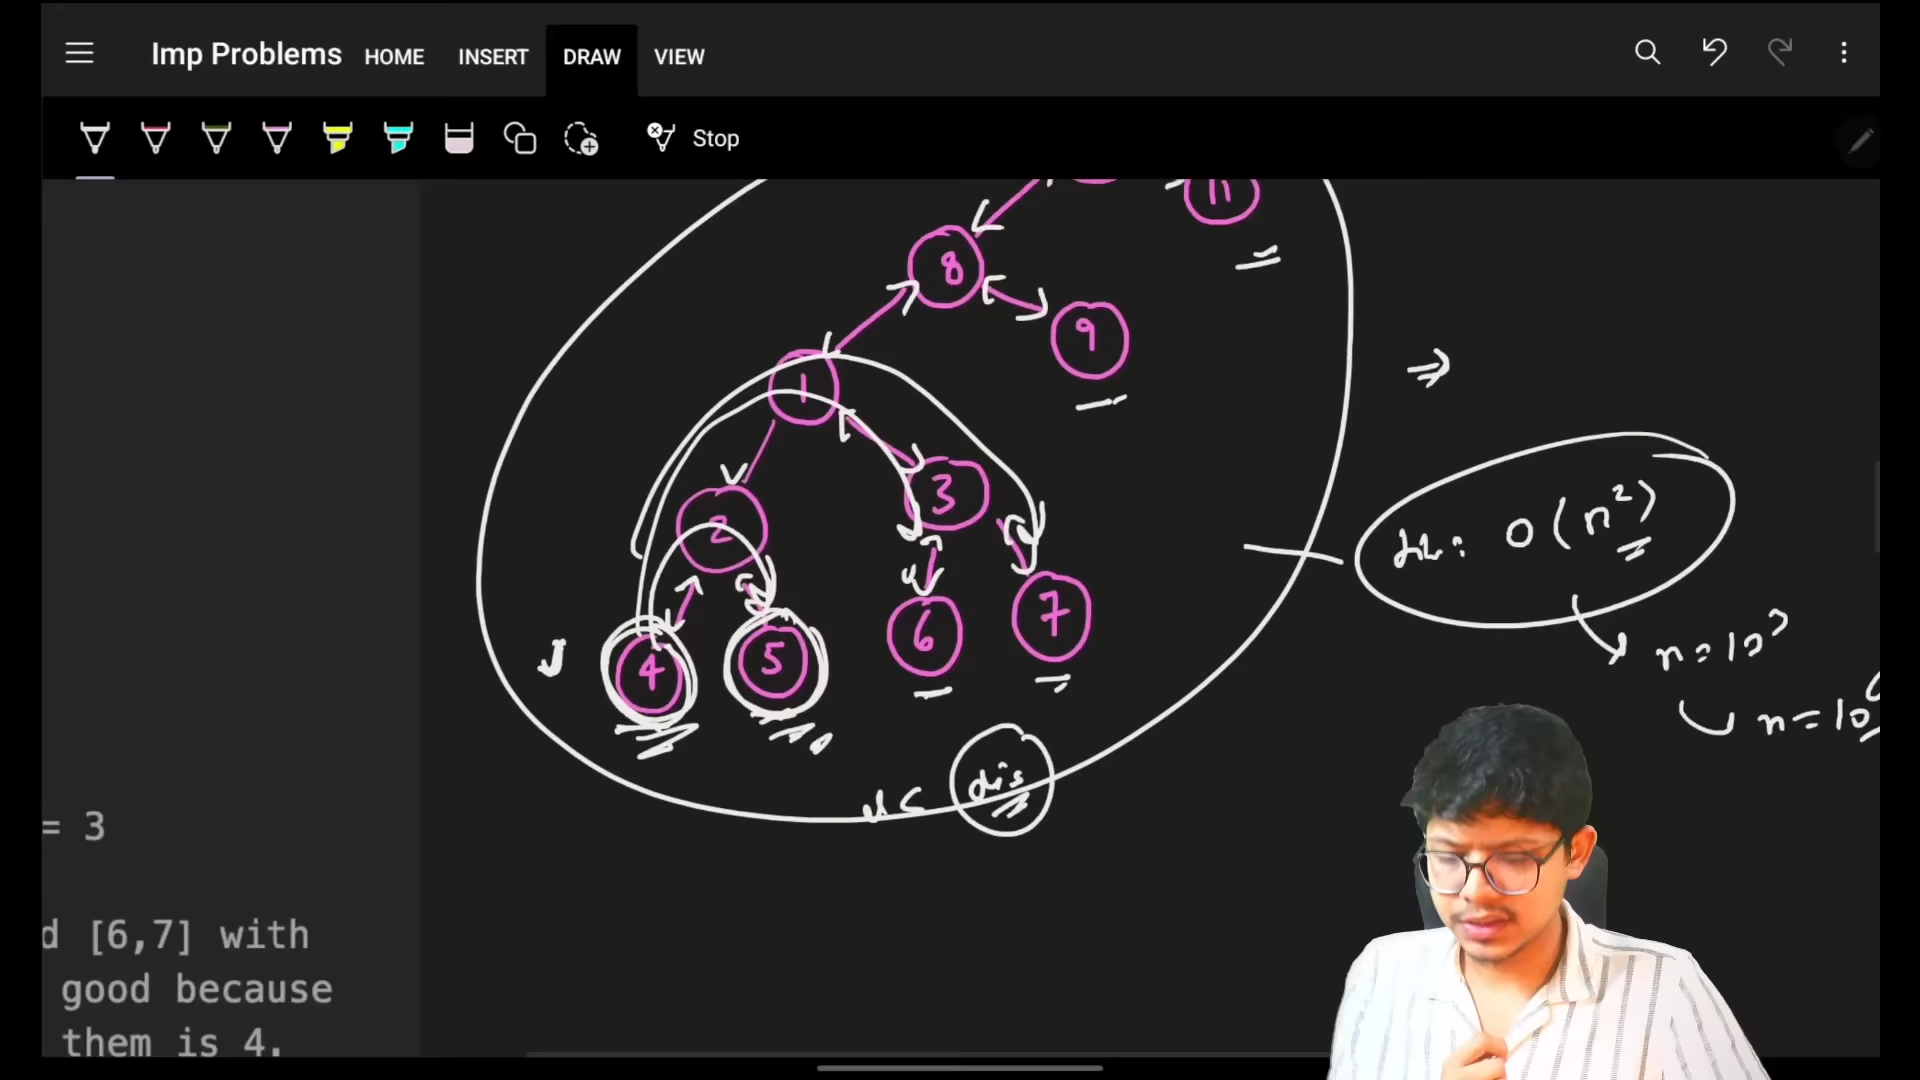 Imp Problems HOME INSERT DRAW VIEW
Stop
11
8
9
1
3
2
4
5
6
7
dis
O(n²)
n = 10³
n = 10
= 3
d [6,7] with
good because
them is 4.